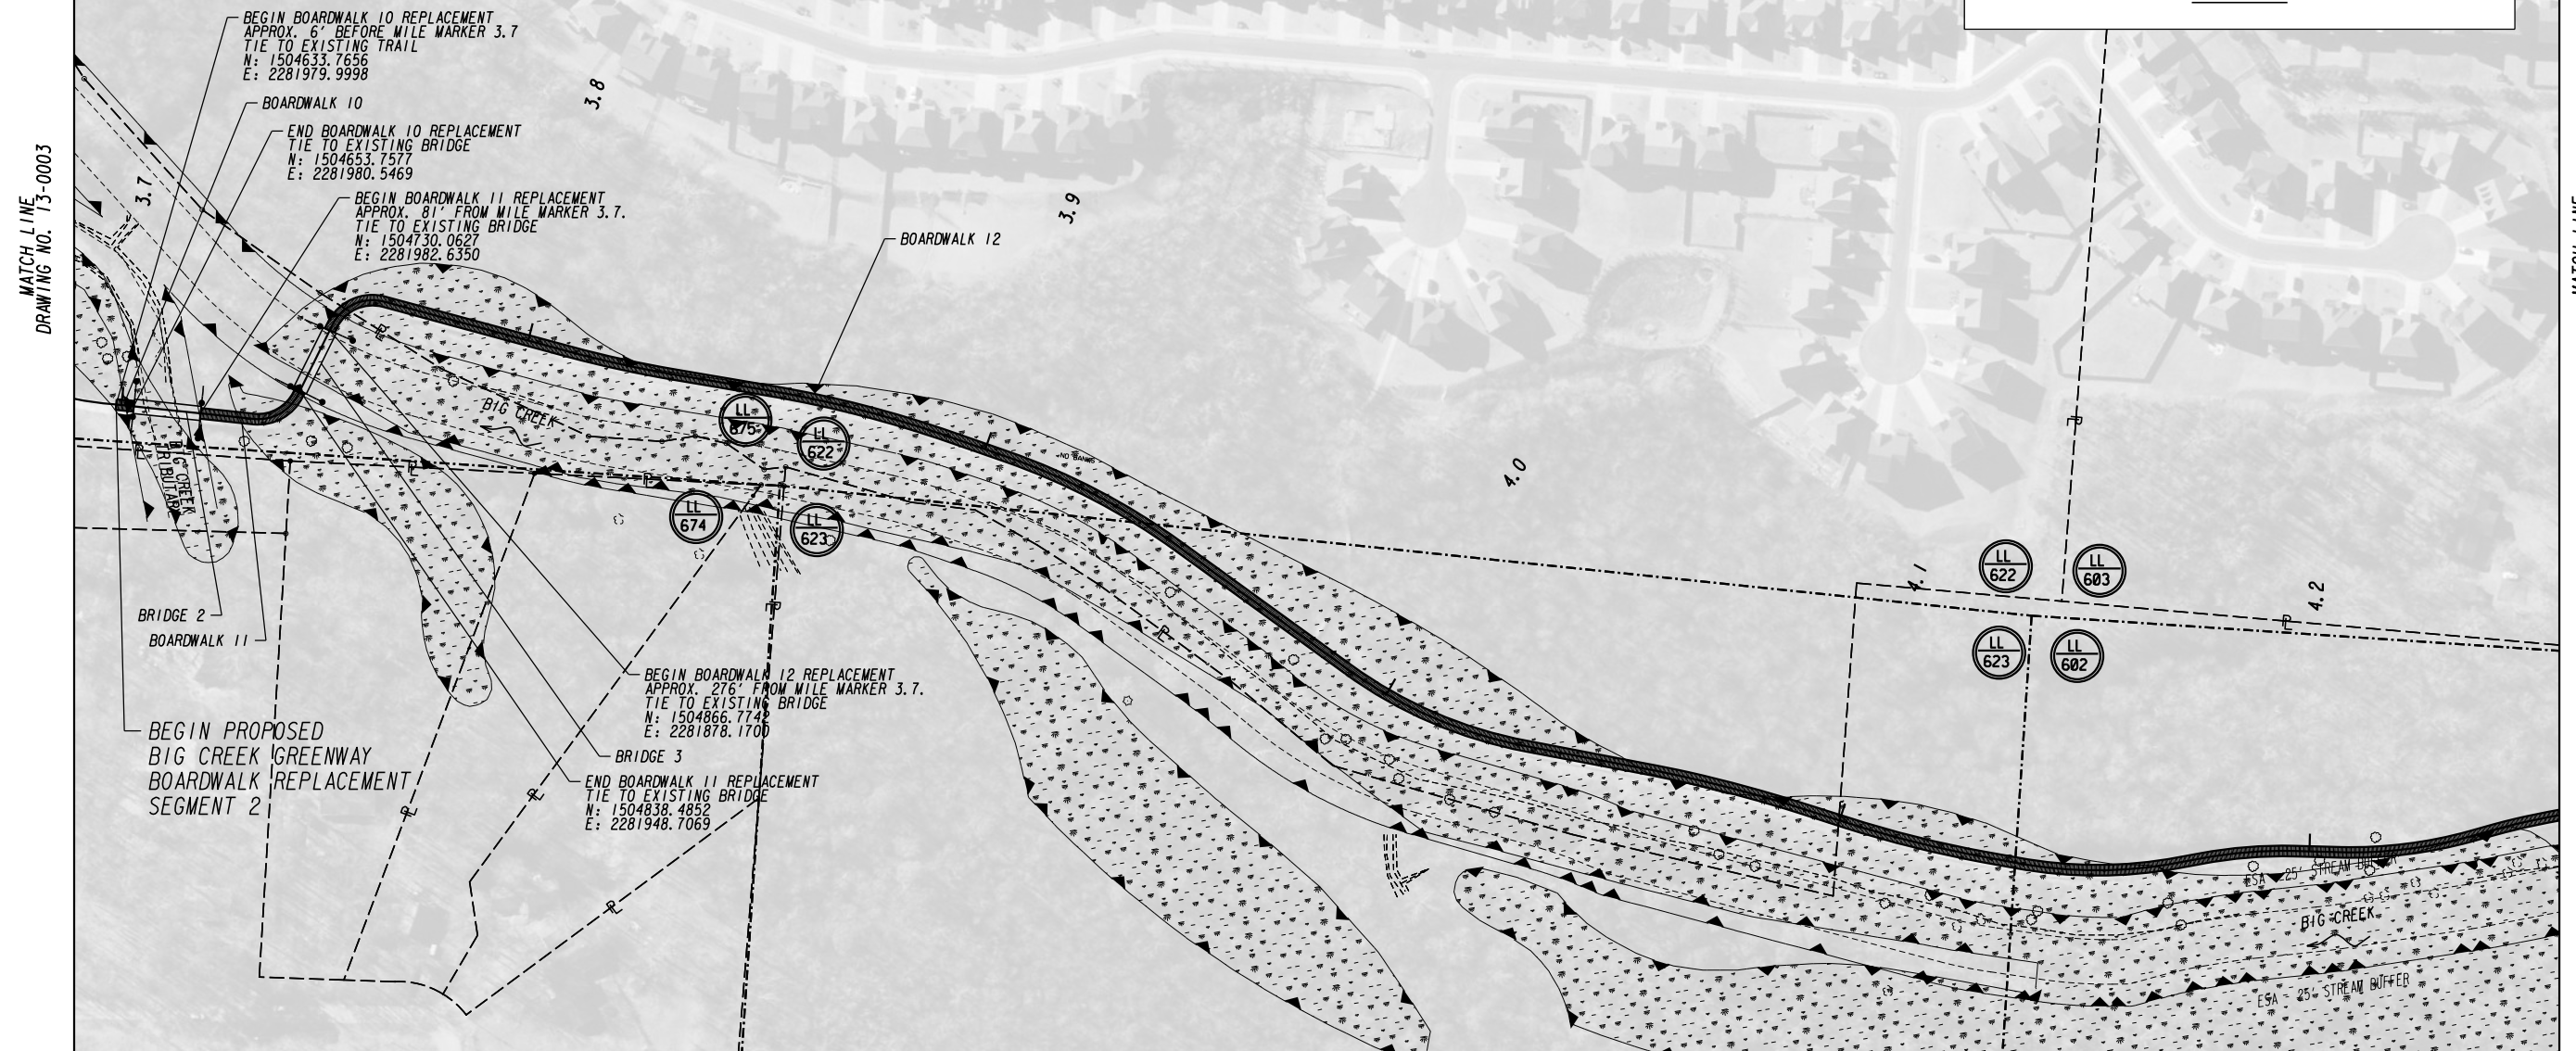 MATCH LINE
DRAWING NO. 13-0003
BEGIN BOARDWALK 10 REPLACEMENT
APPROX. 6' BEFORE MILE MARKER 3.7
TIE TO EXISTING TRAIL
N: 1504633.7656
E: 2281979.9998
BOARDWALK 10
END BOARDWALK 10 REPLACEMENT
TIE TO EXISTING BRIDGE
N: 1504653.7577
E: 2281980.5469
BEGIN BOARDWALK 11 REPLACEMENT
APPROX. 81' FROM MILE MARKER 3.7.
TIE TO EXISTING BRIDGE
N: 1504730.0627
E: 2281982.6350
3.7
3.8
3.9
BOARDWALK 12
4.0
4.1
4.2
BIG CREEK
LL
675
LL
622
LL
674
LL
623
NO BANKS
BIG CREEK
TRIBUTARY
BRIDGE 2
BOARDWALK 11
LL
622
LL
603
LL
623
LL
602
BEGIN BOARDWALK 12 REPLACEMENT
APPROX. 276' FROM MILE MARKER 3.7.
TIE TO EXISTING BRIDGE
N: 1504866.7742
E: 2281878.1700
BRIDGE 3
END BOARDWALK 11 REPLACEMENT
TIE TO EXISTING BRIDGE
N: 1504838.4852
E: 2281948.7069
BEGIN PROPOSED
BIG CREEK GREENWAY
BOARDWALK REPLACEMENT
SEGMENT 2
ESA - 25' STREAM BUFFER
BIG CREEK
ESA - 25' STREAM BUFFER